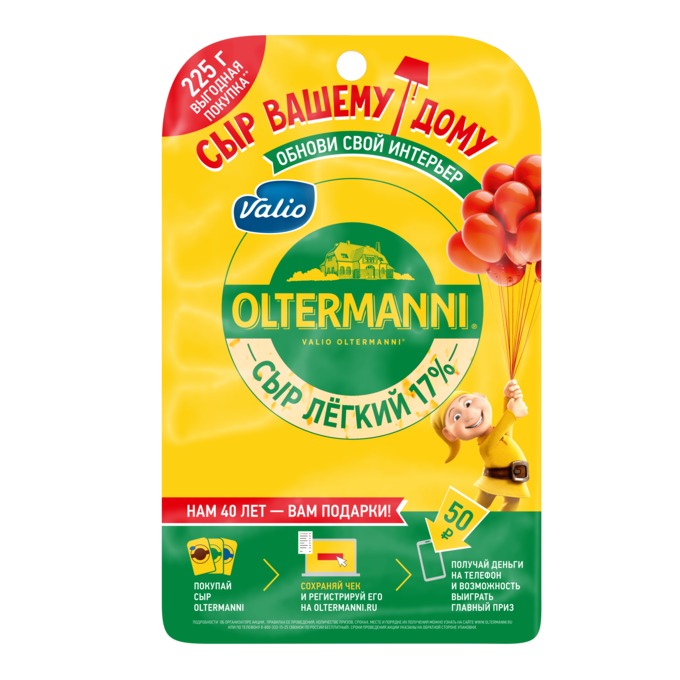 225 г
ВЫГОДНАЯ
ПОКУПКА**
СЫР ВАШЕМУ ДОМУ
ОБНОВИ СВОЙ ИНТЕРЬЕР
Valio
OLTERMANNI®
VALIO OLTERMANNI®
СЫР ЛЁГКИЙ 17%
НАМ 40 ЛЕТ — ВАМ ПОДАРКИ!
50
₽
ПОКУПАЙ
СЫР
OLTERMANNI
СОХРАНЯЙ ЧЕК
И РЕГИСТРИРУЙ ЕГО
НА OLTERMANNI.RU
ПОЛУЧАЙ ДЕНЬГИ
НА ТЕЛЕФОН
И ВОЗМОЖНОСТЬ
ВЫИГРАТЬ
ГЛАВНЫЙ ПРИЗ